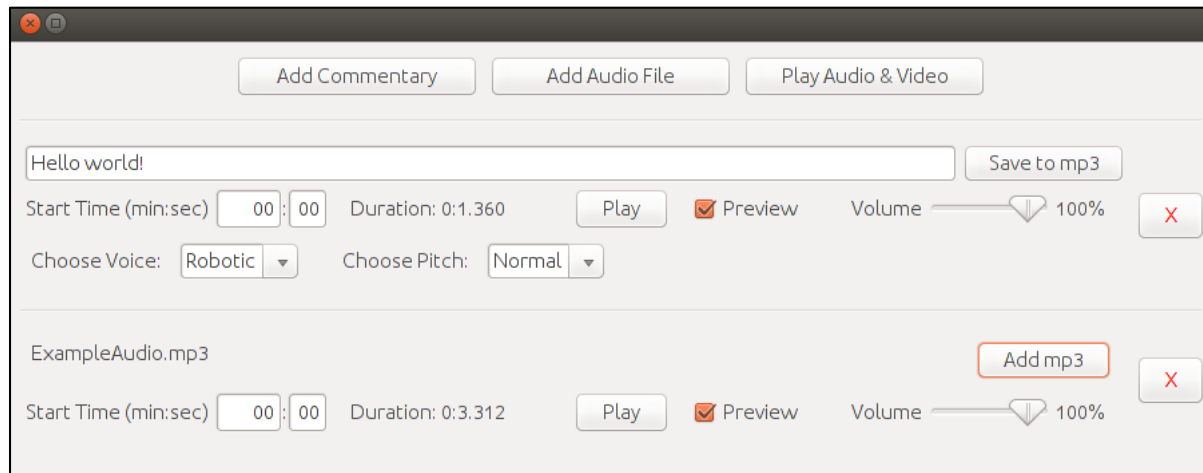 Add Commentary Add Audio File Play Audio & Video
Hello world! Save to mp3
Start Time (min:sec) 00 : 00 Duration: 0:1.360 Play Preview Volume 100% X
Choose Voice: Robotic Choose Pitch: Normal
ExampleAudio.mp3 Add mp3
X
Start Time (min:sec) 00 : 00 Duration: 0:3.312 Play Preview Volume 100%